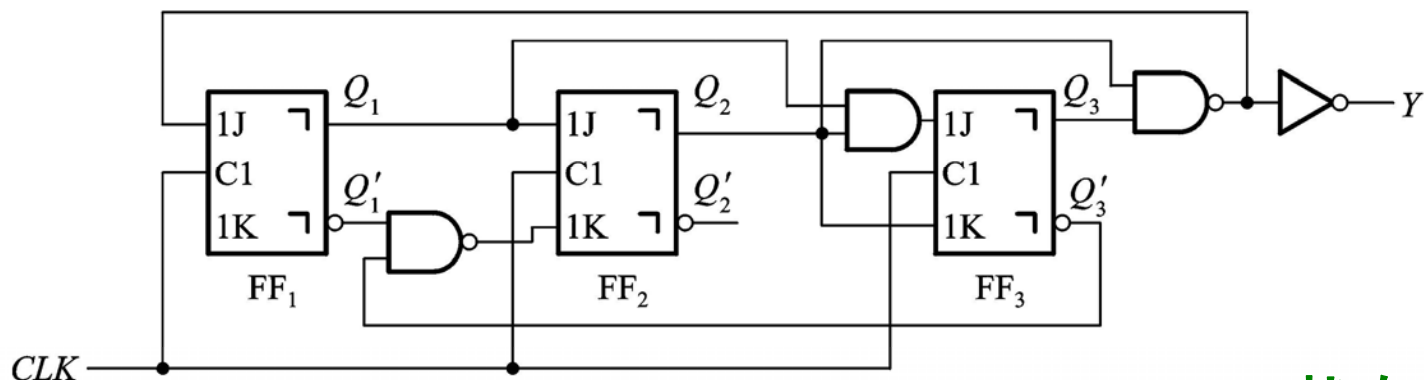 Q₁ Q₂ Q₃
1J 1J 1J
Y
C1 C1 C1
Q₁′ Q₂′ Q₃′
1K 1K 1K
FF₁ FF₂ FF₃
CLK